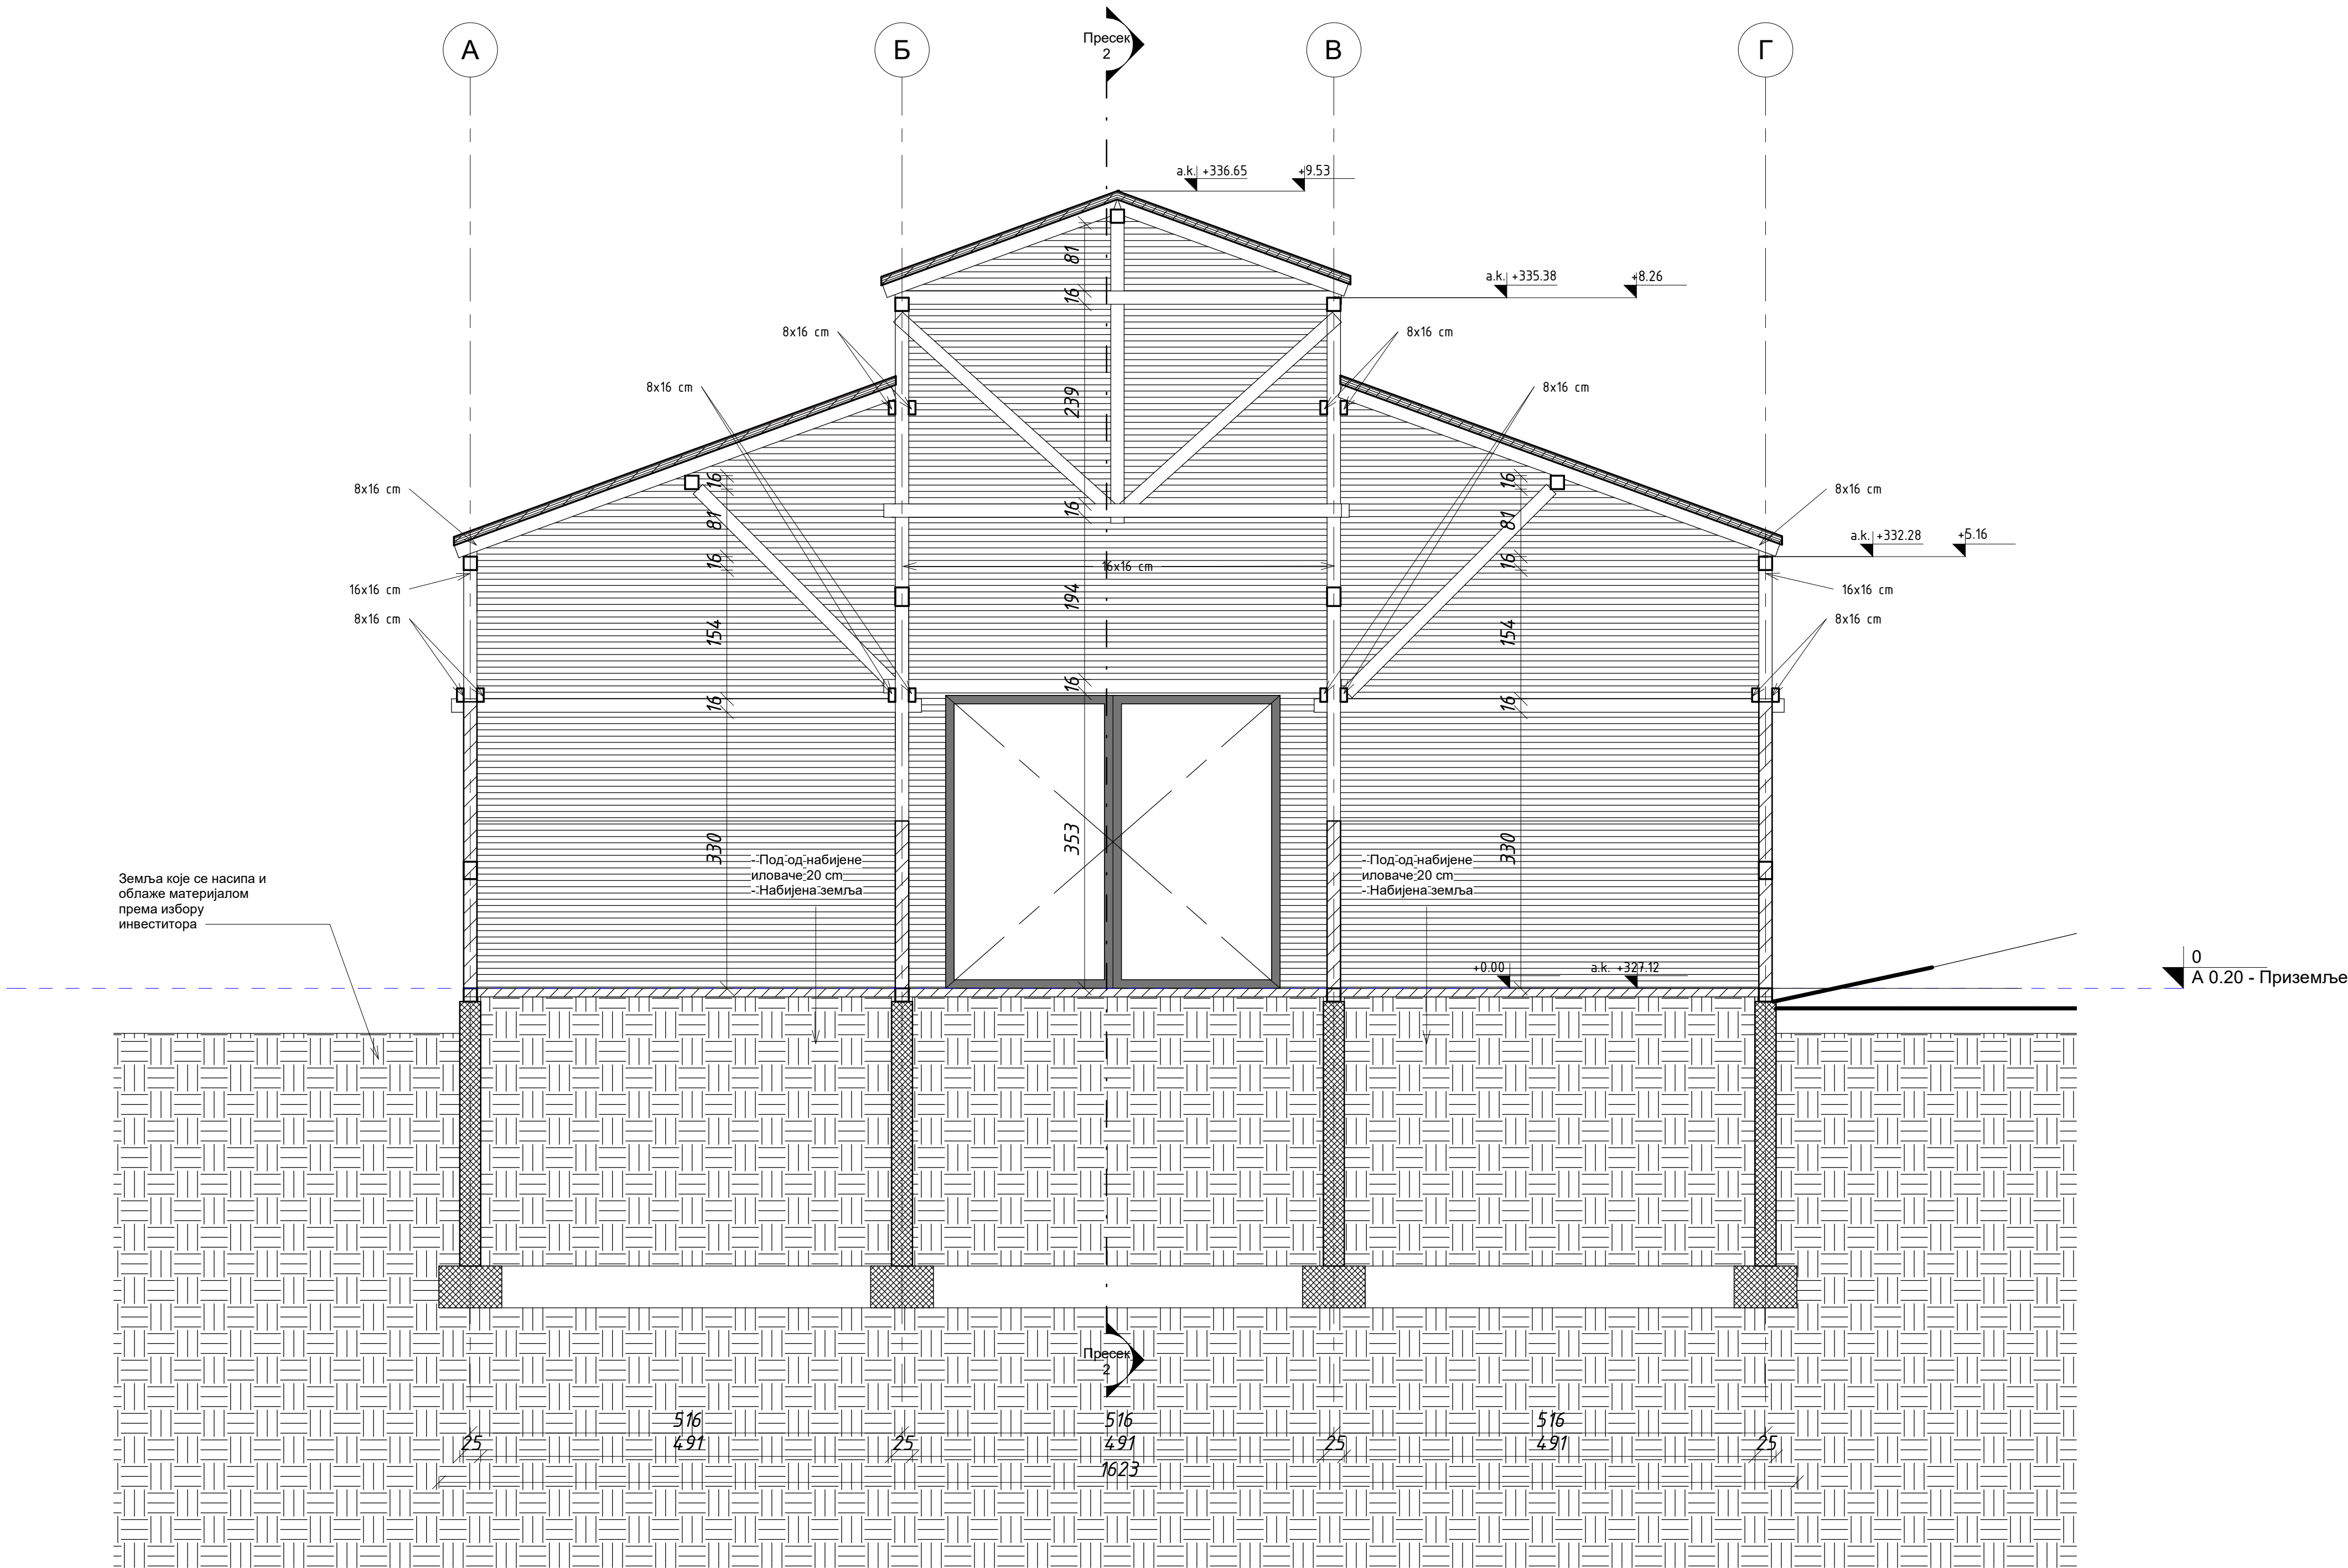 А
Б
В
Г
Пресек
2
a.k. +336.65
+9.53
a.k. +335.38
+8.26
81
16
8x16 cm
8x16 cm
8x16 cm
8x16 cm
239
8x16 cm
8x16 cm
16
81
16
16
16
81
16
a.k. +332.28
+5.16
16x16 cm
16x16 cm
16x16 cm
8x16 cm
8x16 cm
154
194
154
16
16
16
330
353
330
- Под од набијене
иловаче 20 cm
- Набијена земља
- Под од набијене
иловаче 20 cm
- Набијена земља
Земља које се насипа и
облаже материјалом
према избору
инвеститора
+0.00
a.k. +327.12
0
А 0.20 - Приземље
Пресек
2
516
516
516
25
491
25
491
25
491
25
1623